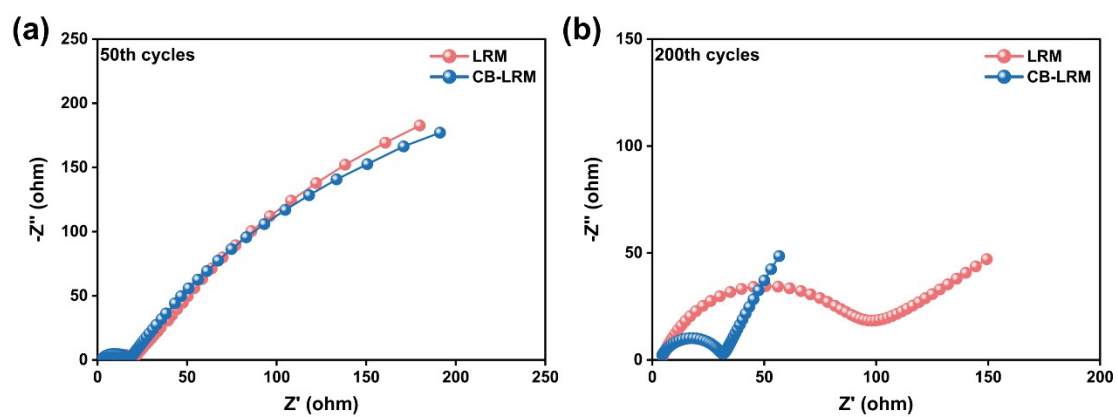 (a)
50th cycles
LRM
CB-LRM
250
200
150
100
50
0
-Z'' (ohm)
0 50 100 150 200 250
Z' (ohm)
(b)
200th cycles
LRM
CB-LRM
150
100
50
0
-Z'' (ohm)
0 50 100 150 200
Z' (ohm)